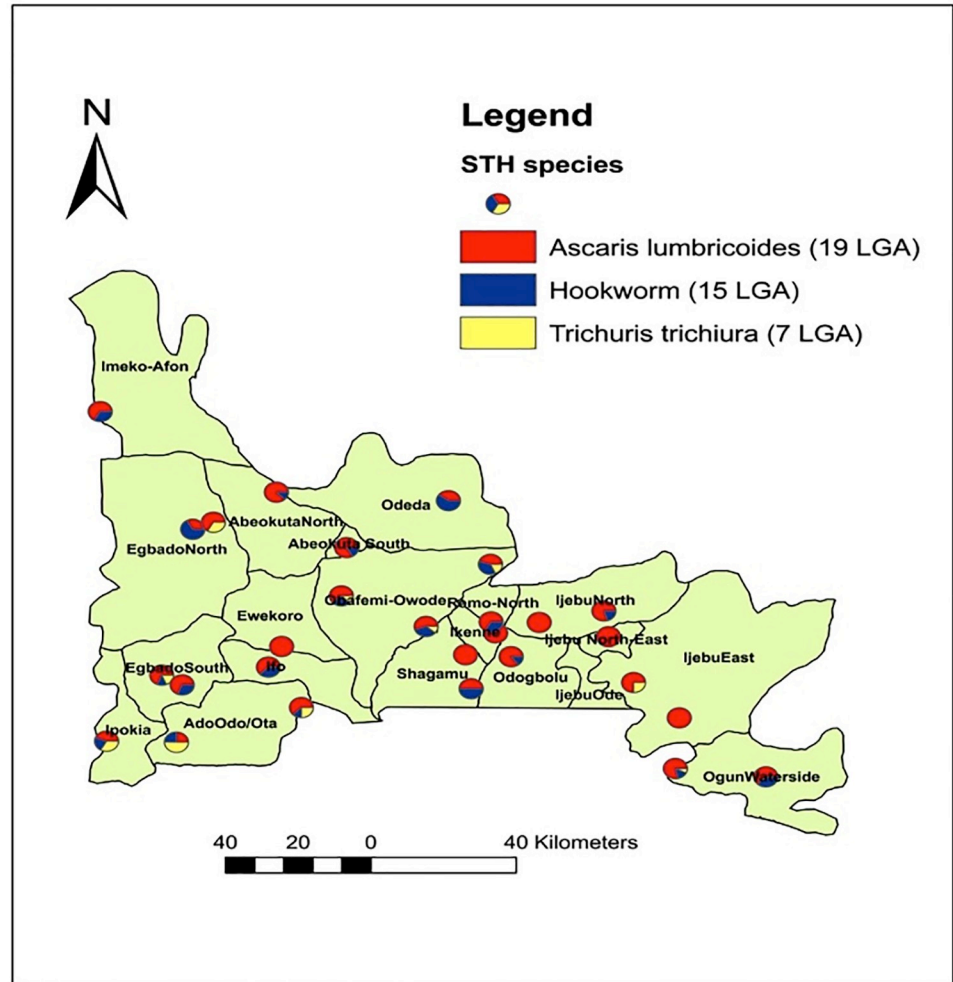 N
Legend
STH species
Ascaris lumbricoides (19 LGA)
Hookworm (15 LGA)
Trichuris trichiura (7 LGA)
Imeko-Afon
Odeda
AbeokutaNorth
Abeokuta South
EgbadoNorth
Obafemi-Owode
Remo-North
IjebuNorth
Ewekoro
Ikenne
Ijebu North-East
IjebuEast
EgbadoSouth
Ifo
Shagamu
Odogbolu
IjebuOde
Ipokia
AdoOdo/Ota
OgunWaterside
40 20 0 40 Kilometers